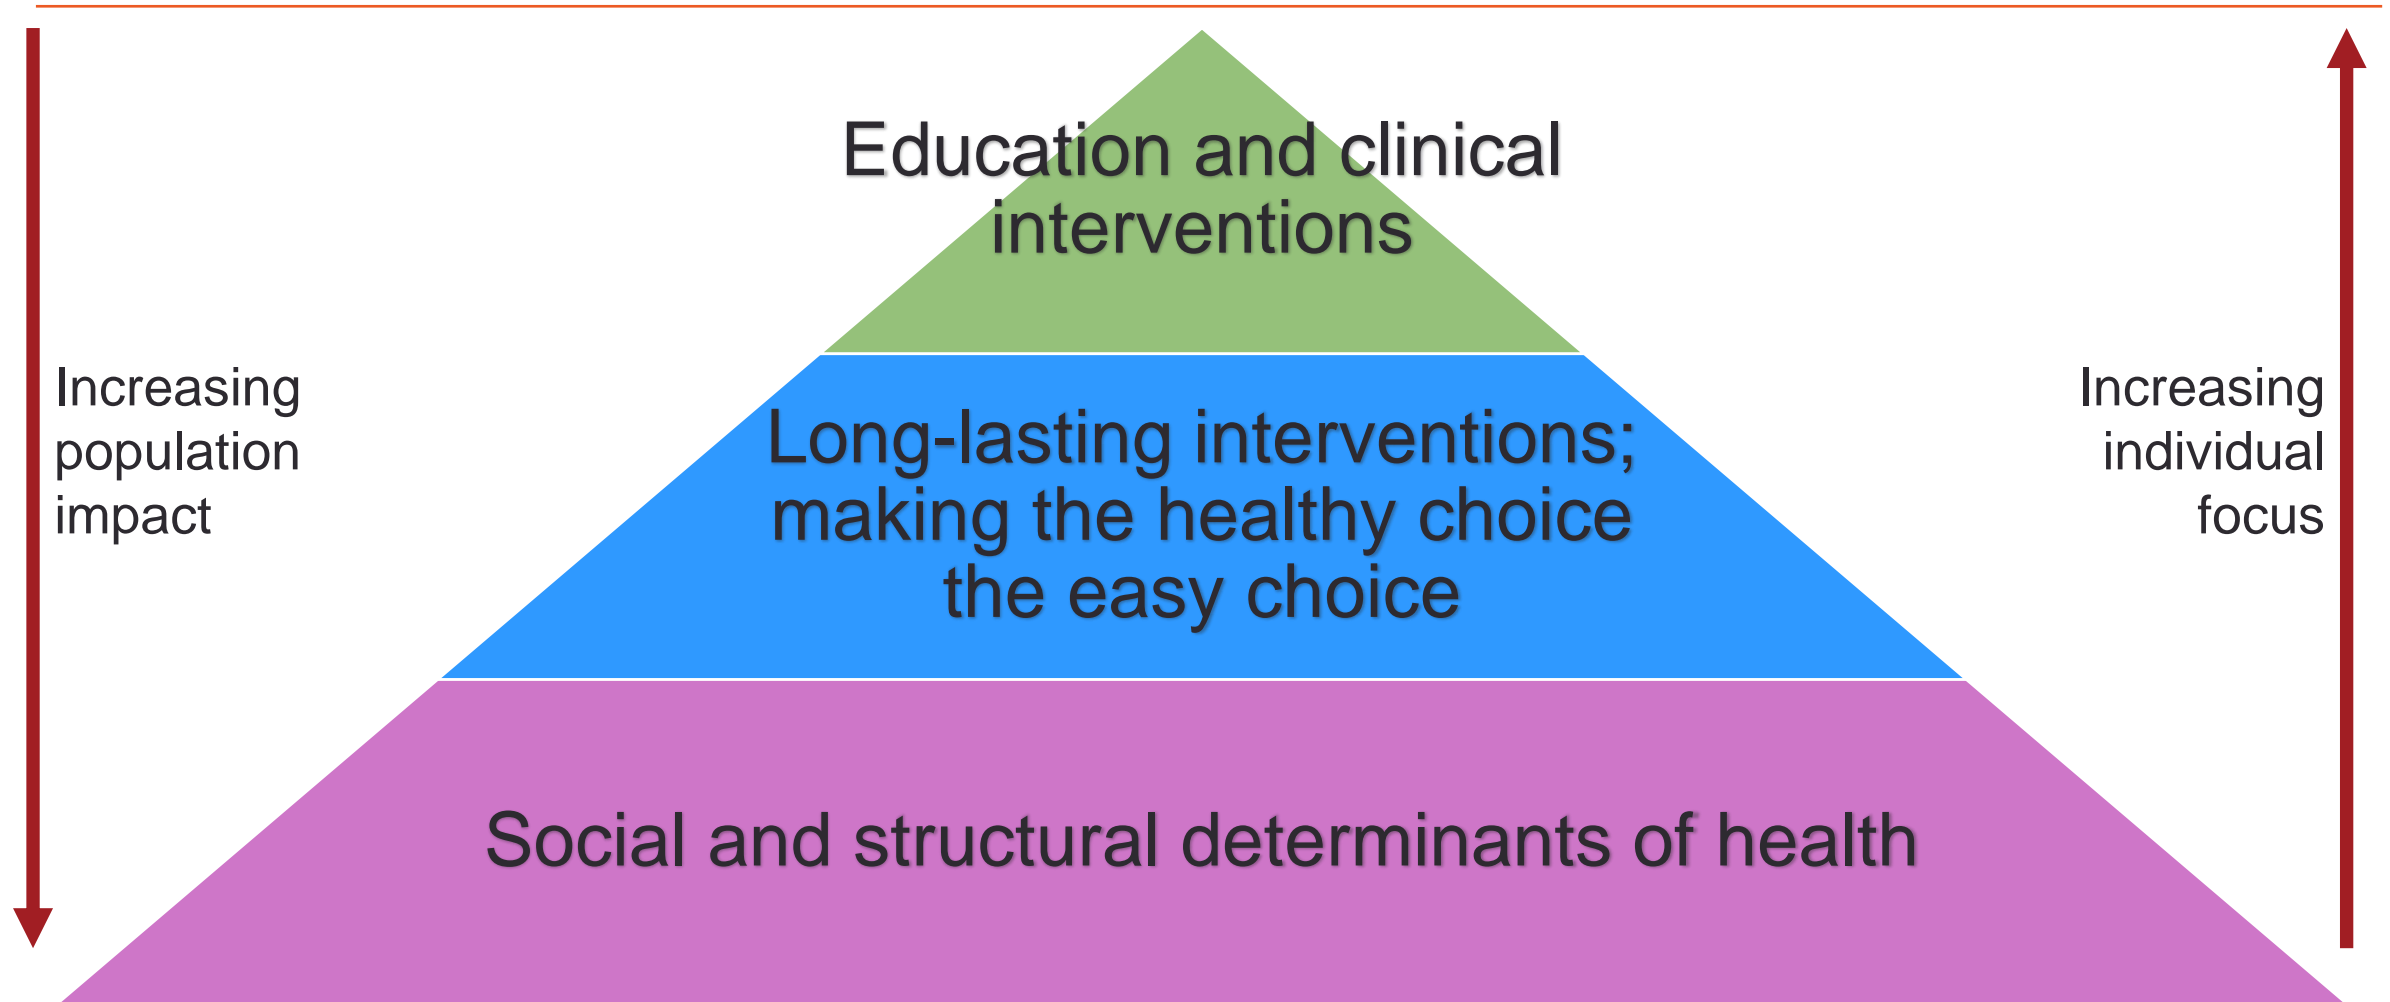 Education and clinical
interventions
Increasing
population
impact
Long-lasting interventions;
making the healthy choice
the easy choice
Increasing
individual
focus
Social and structural determinants of health